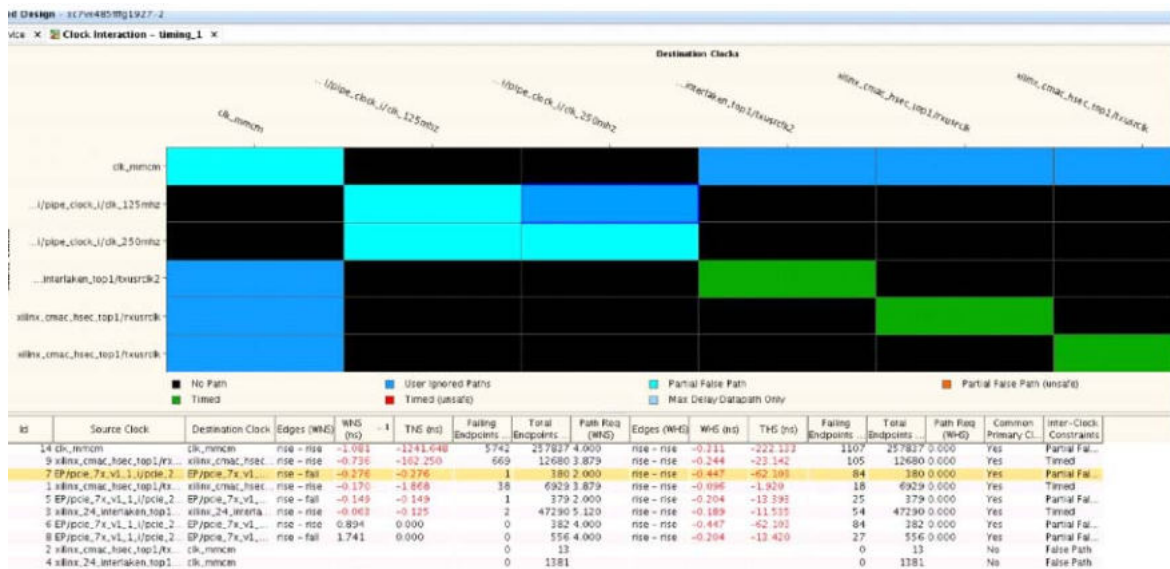 Clock Interaction - timing_1
Destination Clocks
clk_mmcm
...i/pipe_clock_i/clk_125mhz
...i/pipe_clock_i/clk_250mhz
...interlaken_top1/txusrclk2
xilinx_cmac_hsec_top1/rxusrclk
xilinx_cmac_hsec_top1/txusrclk
clk_mmcm
...i/pipe_clock_i/clk_125mhz
...i/pipe_clock_i/clk_250mhz
...interlaken_top1/txusrclk2
xilinx_cmac_hsec_top1/rxusrclk
xilinx_cmac_hsec_top1/txusrclk
No Path User Ignored Paths Partial False Path Partial False Path (unsafe)
Timed Timed (unsafe) Max Delay Datapath Only
Id Source Clock Destination Clock Edges (WNS) WNS (ns) TNS (ns) Failing Endpoints... Total Endpoints... Path Req (WNS) Edges (WHS) WHS (ns) THS (ns) Failing Endpoints... Total Endpoints... Path Req (WHS) Common Primary Cl... Inter-Clock Constraints
14 clk_mmcm clk_mmcm rise - rise -1.081 -1241.648 5742 257837 4.000 rise - rise -0.211 -222.133 1107 257837 0.000 Yes Partial Fal...
9 xilinx_cmac_hsec_top1/rx... xilinx_cmac_hsec... rise - rise -0.736 -162.250 669 12680 3.879 rise - rise -0.244 -23.142 105 12680 0.000 Yes Timed
7 EP/pcie_7x_v1_1_i/pcie_2... EP/pcie_7x_v1_... rise - rise -0.276 -0.276 1 380 2.000 rise - rise -0.447 -62.103 84 380 0.000 Yes Partial Fal...
1 xilinx_cmac_hsec_top1/tx... xilinx_cmac_hsec... rise - rise -0.170 -1.868 38 6929 3.879 rise - rise -0.096 -1.920 18 6929 0.000 Yes Timed
5 EP/pcie_7x_v1_1_i/pcie_2... EP/pcie_7x_v1_... rise - fall -0.149 -0.149 1 379 2.000 rise - rise -0.204 -13.393 25 379 0.000 Yes Partial Fal...
3 xilinx_24_interlaken_top1... xilinx_24_interla... rise - rise -0.063 -0.125 2 47290 5.120 rise - rise -0.189 -11.535 54 47290 0.000 Yes Timed
6 EP/pcie_7x_v1_1_i/pcie_2... EP/pcie_7x_v1_... rise - rise 0.894 0.000 0 382 4.000 rise - rise -0.447 -62.103 84 382 0.000 Yes Partial Fal...
8 EP/pcie_7x_v1_1_i/pcie_2... EP/pcie_7x_v1_... rise - fall 1.741 0.000 0 556 4.000 rise - rise -0.204 -13.420 27 556 0.000 Yes Partial Fal...
2 xilinx_cmac_hsec_top1/tx... clk_mmcm 0 13 0 13 No False Path
4 xilinx_24_interlaken_top1... clk_mmcm 0 1381 0 1381 No False Path